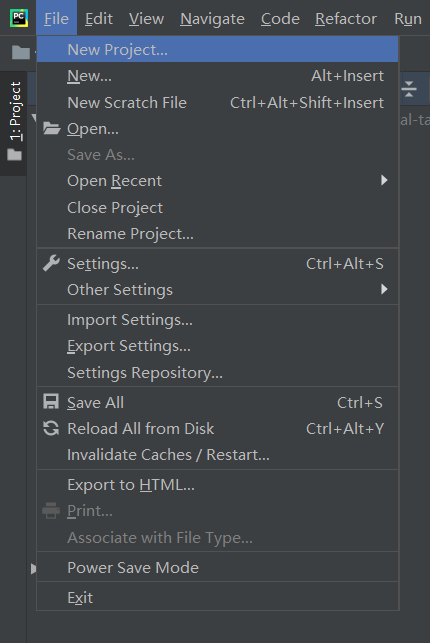 PC File Edit View Navigate Code Refactor Run
New Project...
New... Alt+Insert
New Scratch File Ctrl+Alt+Shift+Insert
Open...
Save As...
Open Recent
Close Project
Rename Project...
Settings... Ctrl+Alt+S
Other Settings
Import Settings...
Export Settings...
Settings Repository...
Save All Ctrl+S
Reload All from Disk Ctrl+Alt+Y
Invalidate Caches / Restart...
Export to HTML...
Print...
Associate with File Type...
Power Save Mode
Exit
1: Project